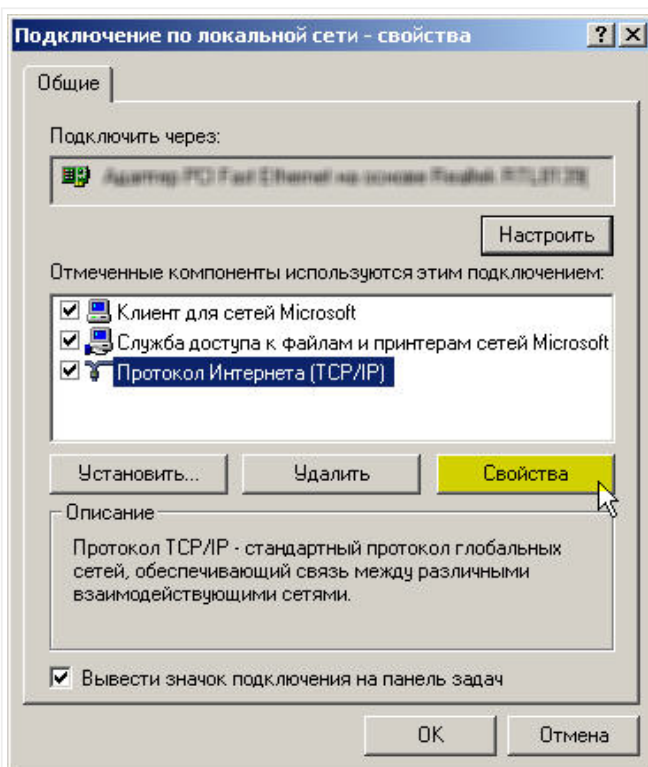 Подключение по локальной сети - свойства
Общие
Подключить через:
Настроить
Отмеченные компоненты используются этим подключением:
Клиент для сетей Microsoft
Служба доступа к файлам и принтерам сетей Microsoft
Протокол Интернета (TCP/IP)
Установить... Удалить Свойства
Описание
Протокол TCP/IP - стандартный протокол глобальных
сетей, обеспечивающий связь между различными
взаимодействующими сетями.
Вывести значок подключения на панель задач
OK Отмена